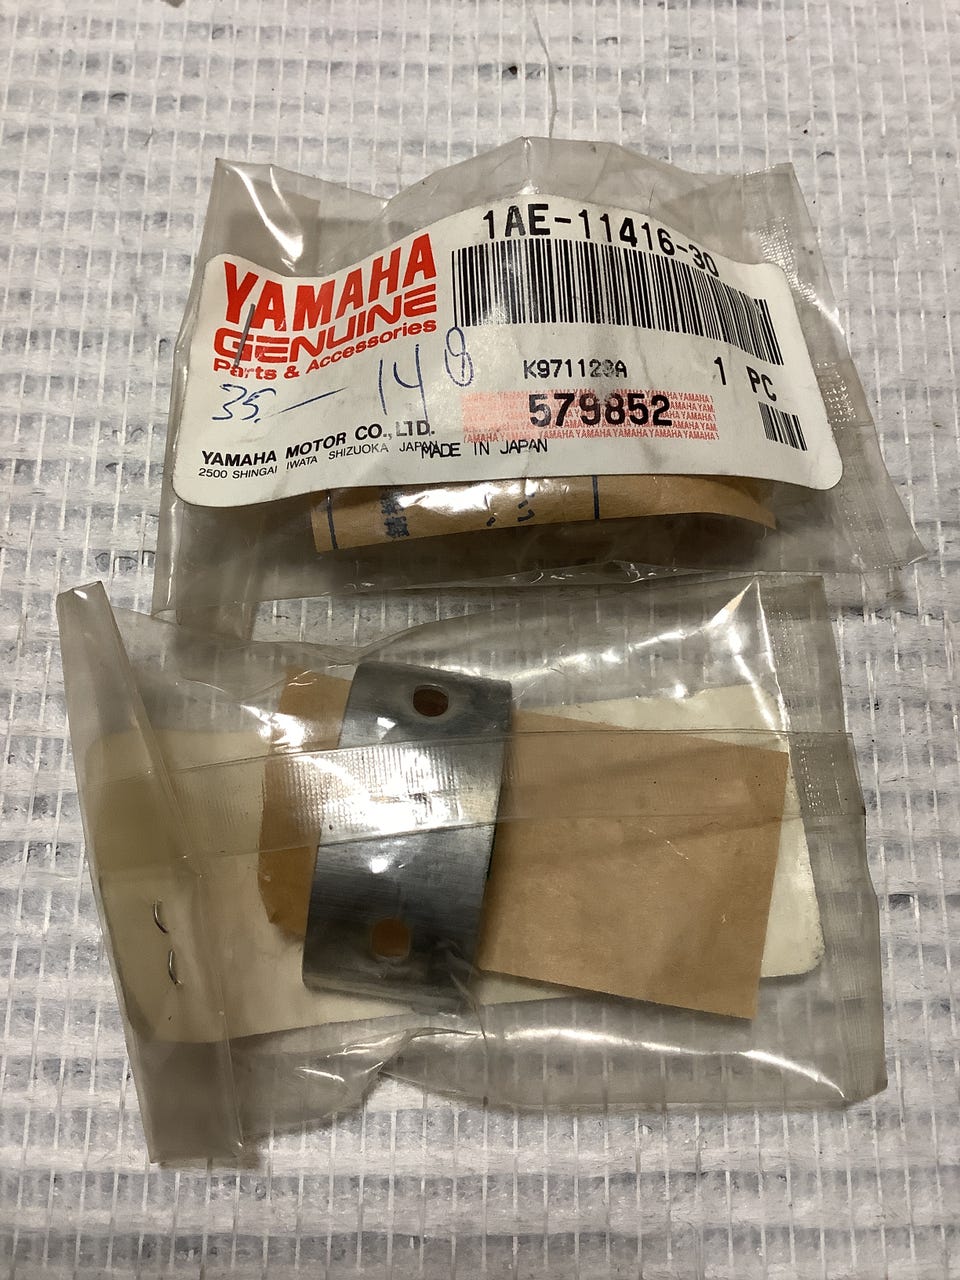 1AE-11416-30
YAMAHA
GENUINE
Parts & Accessories
35 — 148
K971128A
1 PC
579852
YAMAHA MOTOR CO.,LTD.
2500 SHINGAI IWATA SHIZUOKA JAPAN
MADE IN JAPAN